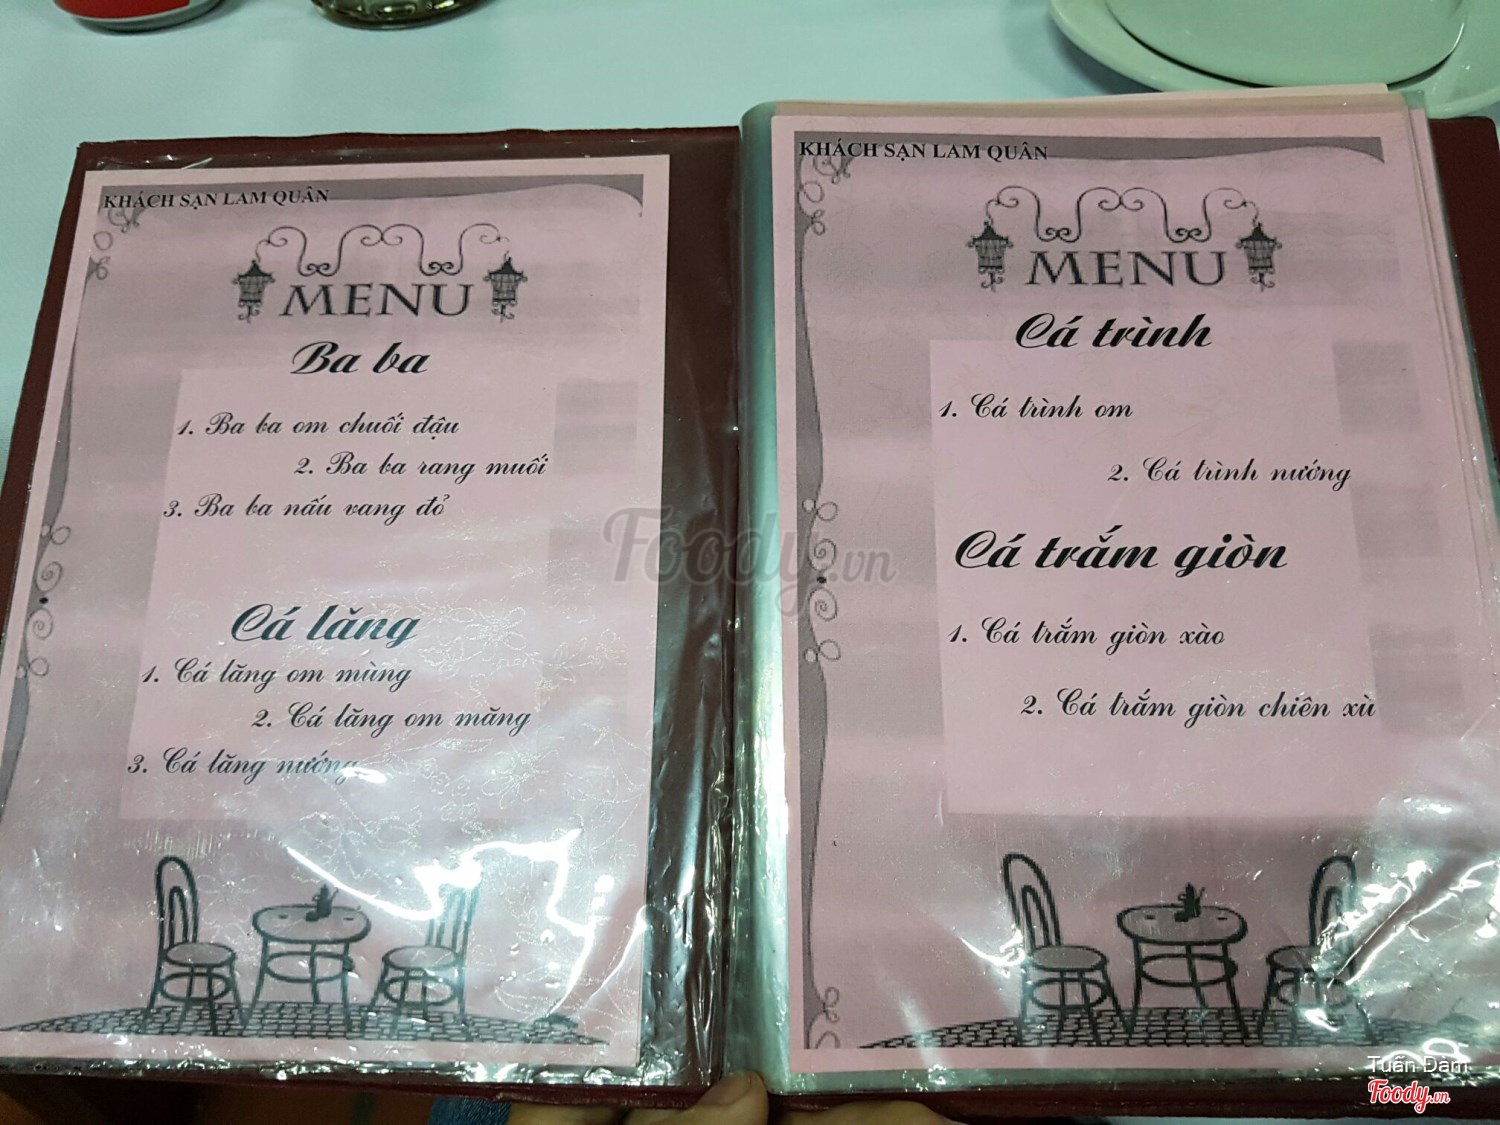 KHÁCH SẠN LAM QUÂN
MENU
Ba ba
1. Ba ba om chuối đậu
2. Ba ba rang muối
3. Ba ba nấu vang đỏ
Cá lăng
1. Cá lăng om mùng
2. Cá lăng om măng
3. Cá lăng nướng
KHÁCH SẠN LAM QUÂN
MENU
Cá trình
1. Cá trình om
2. Cá trình nướng
Cá trắm giòn
1. Cá trắm giòn xào
2. Cá trắm giòn chiên xù
Foody.vn
Tuấn Đàm
Foody.vn